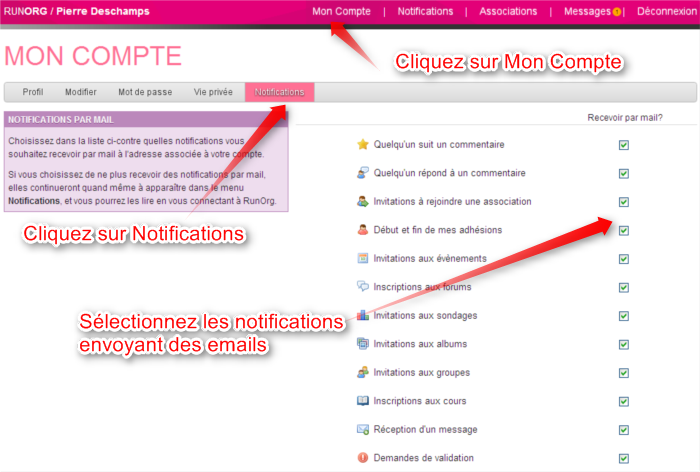 RUNORG / Pierre Deschamps
Mon Compte | Notifications | Associations | Messages | Déconnexion
MON COMPTE
Cliquez sur Mon Compte
Profil Modifier Mot de passe Vie privée Notifications
NOTIFICATIONS PAR MAIL
Choisissez dans la liste ci-contre quelles notifications vous
souhaitez recevoir par mail à l'adresse associée à votre compte.
Si vous choisissez de ne plus recevoir des notifications par mail,
elles continueront quand même à apparaître dans le menu
Notifications, et vous pourrez les lire en vous connectant à RunOrg.
Cliquez sur Notifications
Recevoir par mail?
Quelqu'un suit un commentaire
Quelqu'un répond à un commentaire
Invitations à rejoindre une association
Début et fin de mes adhésions
Invitations aux évènements
Inscriptions aux forums
Invitations aux sondages
Sélectionnez les notifications
envoyant des emails
Invitations aux albums
Invitations aux groupes
Inscriptions aux cours
Réception d'un message
Demandes de validation